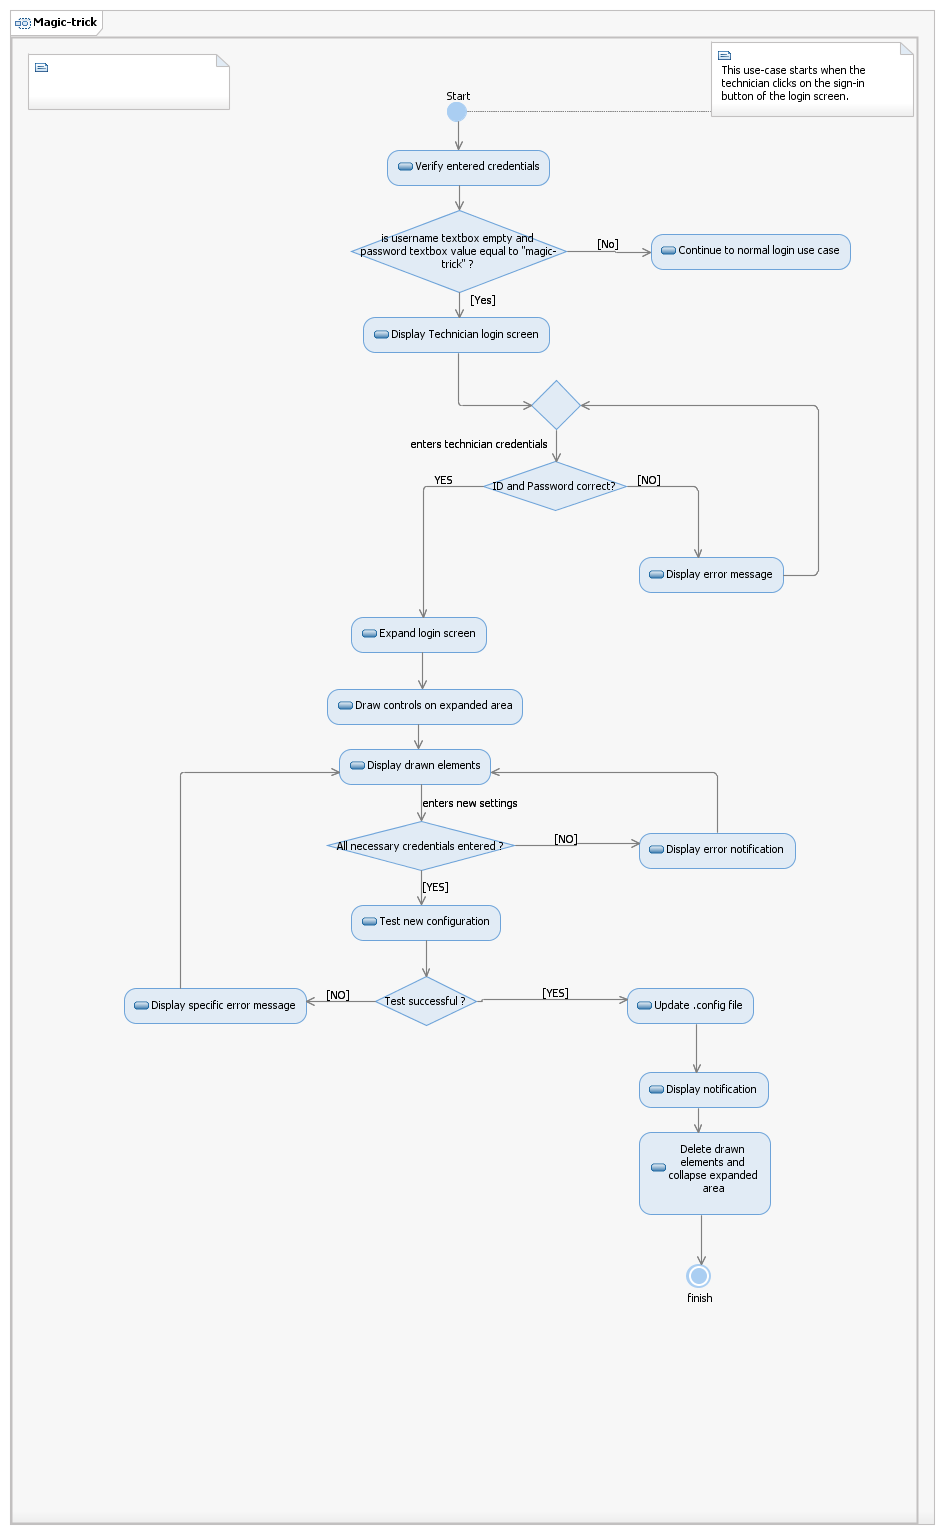 Magic-trick
This use-case starts when the
technician clicks on the sign-in
button of the login screen.
Start
Verify entered credentials
is username textbox empty and
password textbox value equal to "magic-
trick" ?
[No]
Continue to normal login use case
[Yes]
Display Technician login screen
enters technician credentials
YES
ID and Password correct?
[NO]
Display error message
Expand login screen
Draw controls on expanded area
Display drawn elements
enters new settings
All necessary credentials entered ?
[NO]
Display error notification
[YES]
Test new configuration
Display specific error message
[NO]
Test successful ?
[YES]
Update .config file
Display notification
Delete drawn
elements and
collapse expanded
area
finish